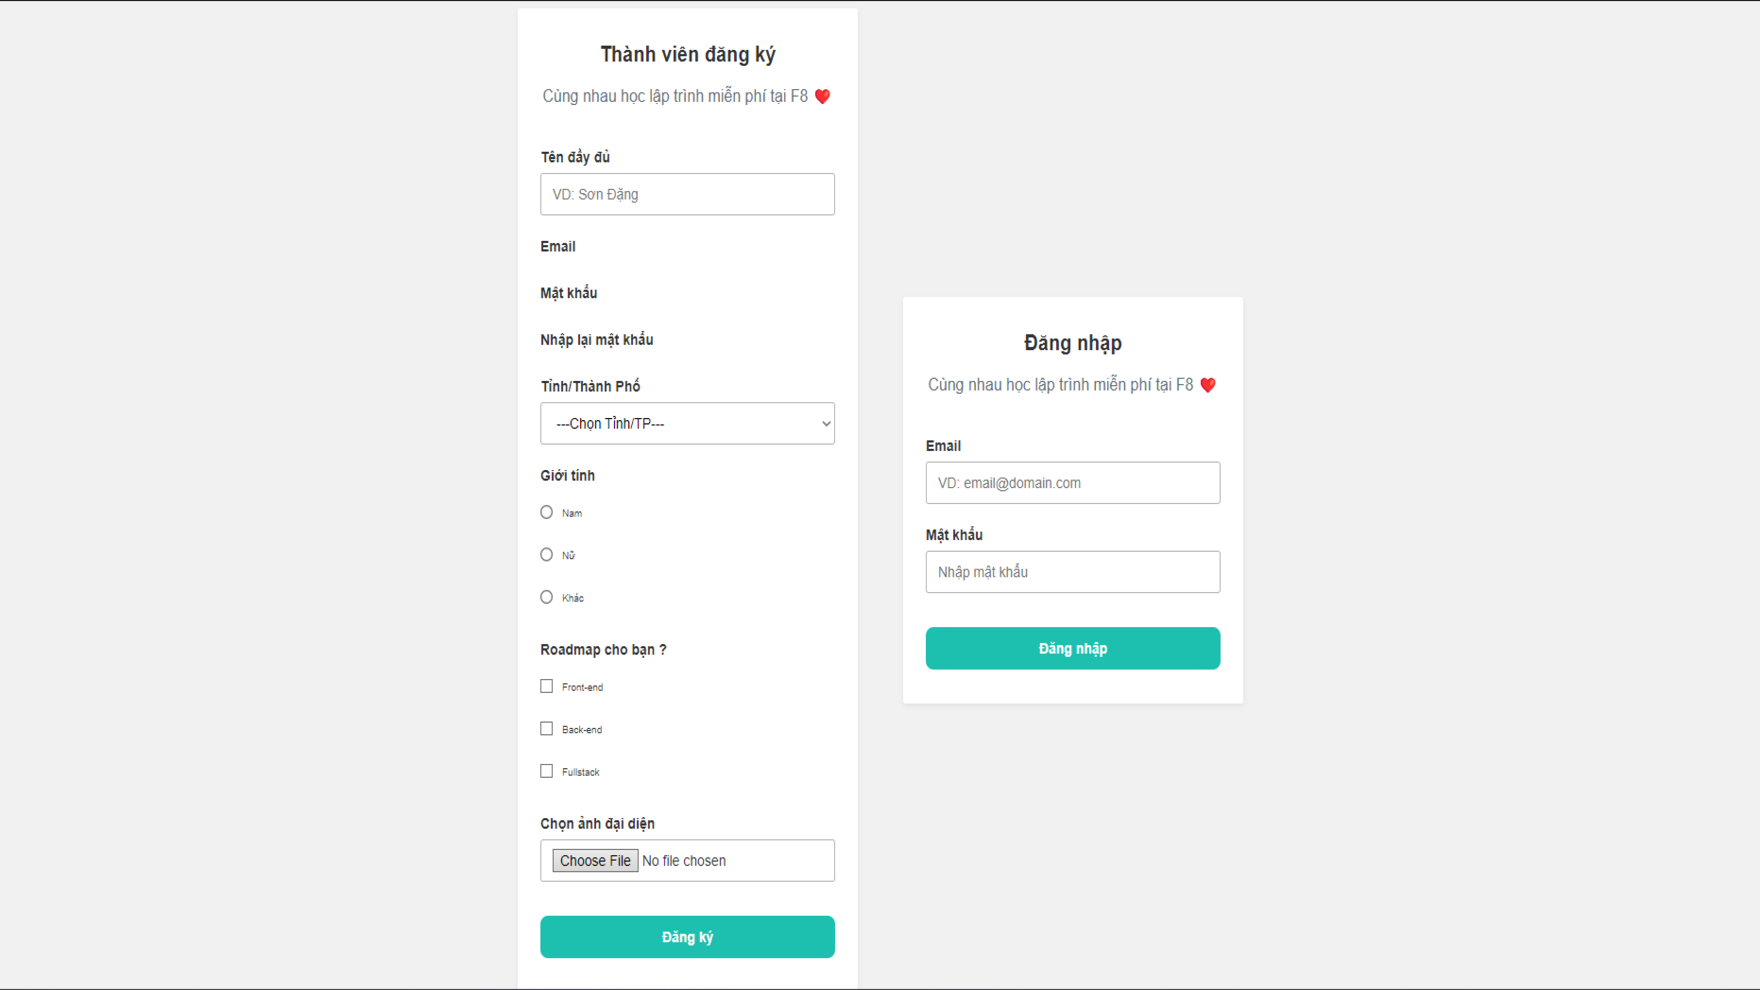 Thành viên đăng ký
Cùng nhau học lập trình miễn phí tại F8 ❤️
Tên đầy đủ
VD: Sơn Đặng
Email
Mật khẩu
Nhập lại mật khẩu
Tỉnh/Thành Phố
---Chọn Tỉnh/TP---
Giới tính
Nam
Nữ
Khác
Roadmap cho bạn ?
Front-end
Back-end
Fullstack
Chọn ảnh đại diện
Choose File No file chosen
Đăng ký
Đăng nhập
Cùng nhau học lập trình miễn phí tại F8 ❤️
Email
VD: email@domain.com
Mật khẩu
Nhập mật khẩu
Đăng nhập